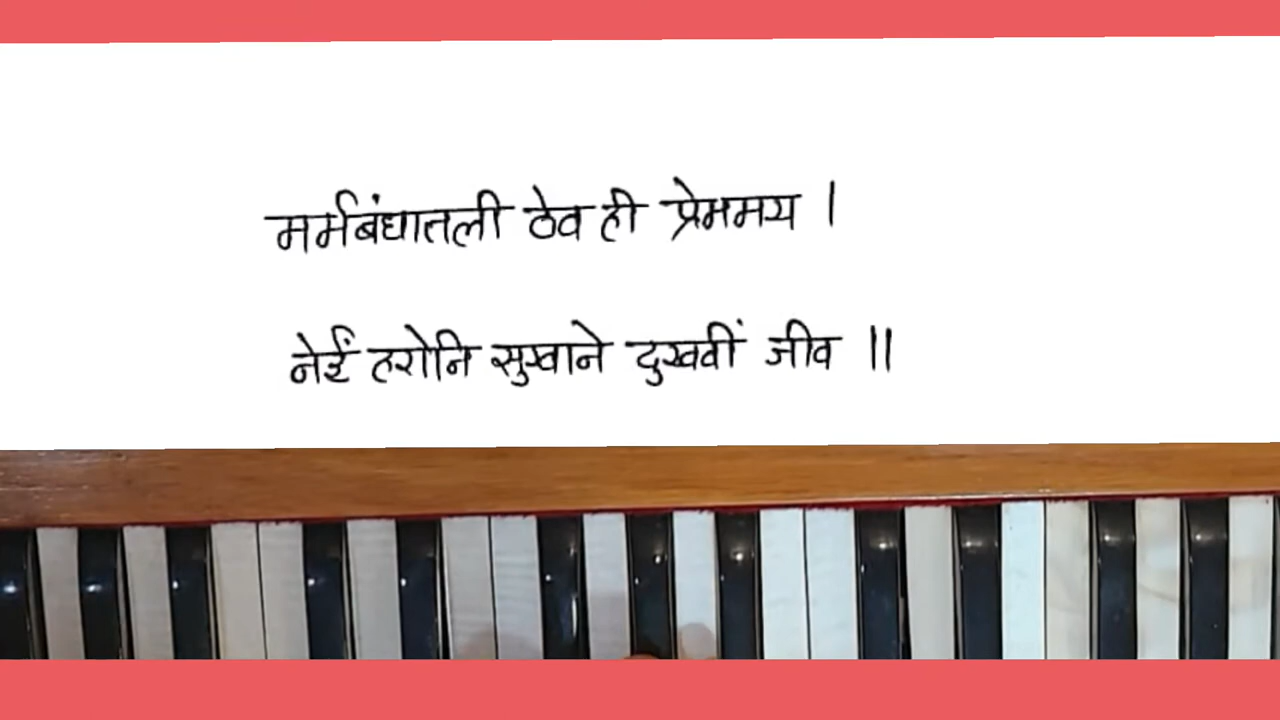 मर्मबंधातली ठेव ही प्रेममय ।
नेईं हरोनि सुखाने दुखवीं जीव ॥